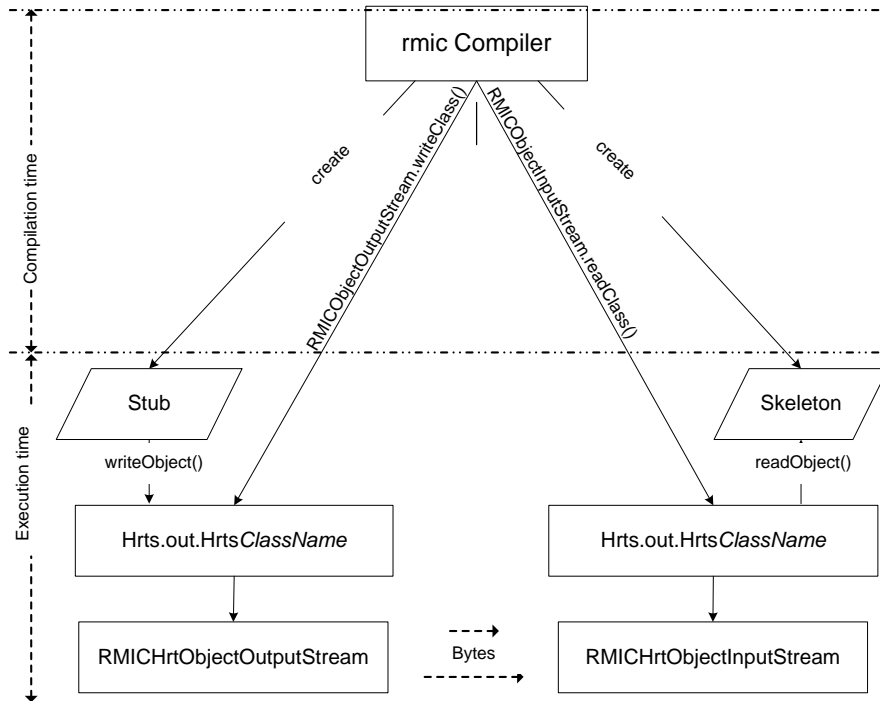 rmic Compiler
create
RMICObjectOutputStream.writeClass()
RMICObjectInputStream.readClass()
create
Compilation time
Stub
Skeleton
writeObject()
readObject()
Execution time
Hrts.out.HrtsClassName
Hrts.out.HrtsClassName
RMICHrtObjectOutputStream
Bytes
RMICHrtObjectInputStream